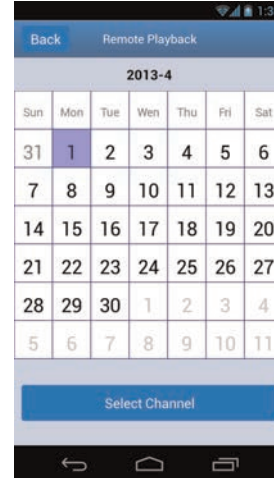 1:3
Back Remote Playback
2013-4
Sun Mon Tue Wen Thu Fri Sat
31 1 2 3 4 5 6
7 8 9 10 11 12 13
14 15 16 17 18 19 20
21 22 23 24 25 26 27
28 29 30 1 2 3 4
5 6 7 8 9 10 11
Select Channel